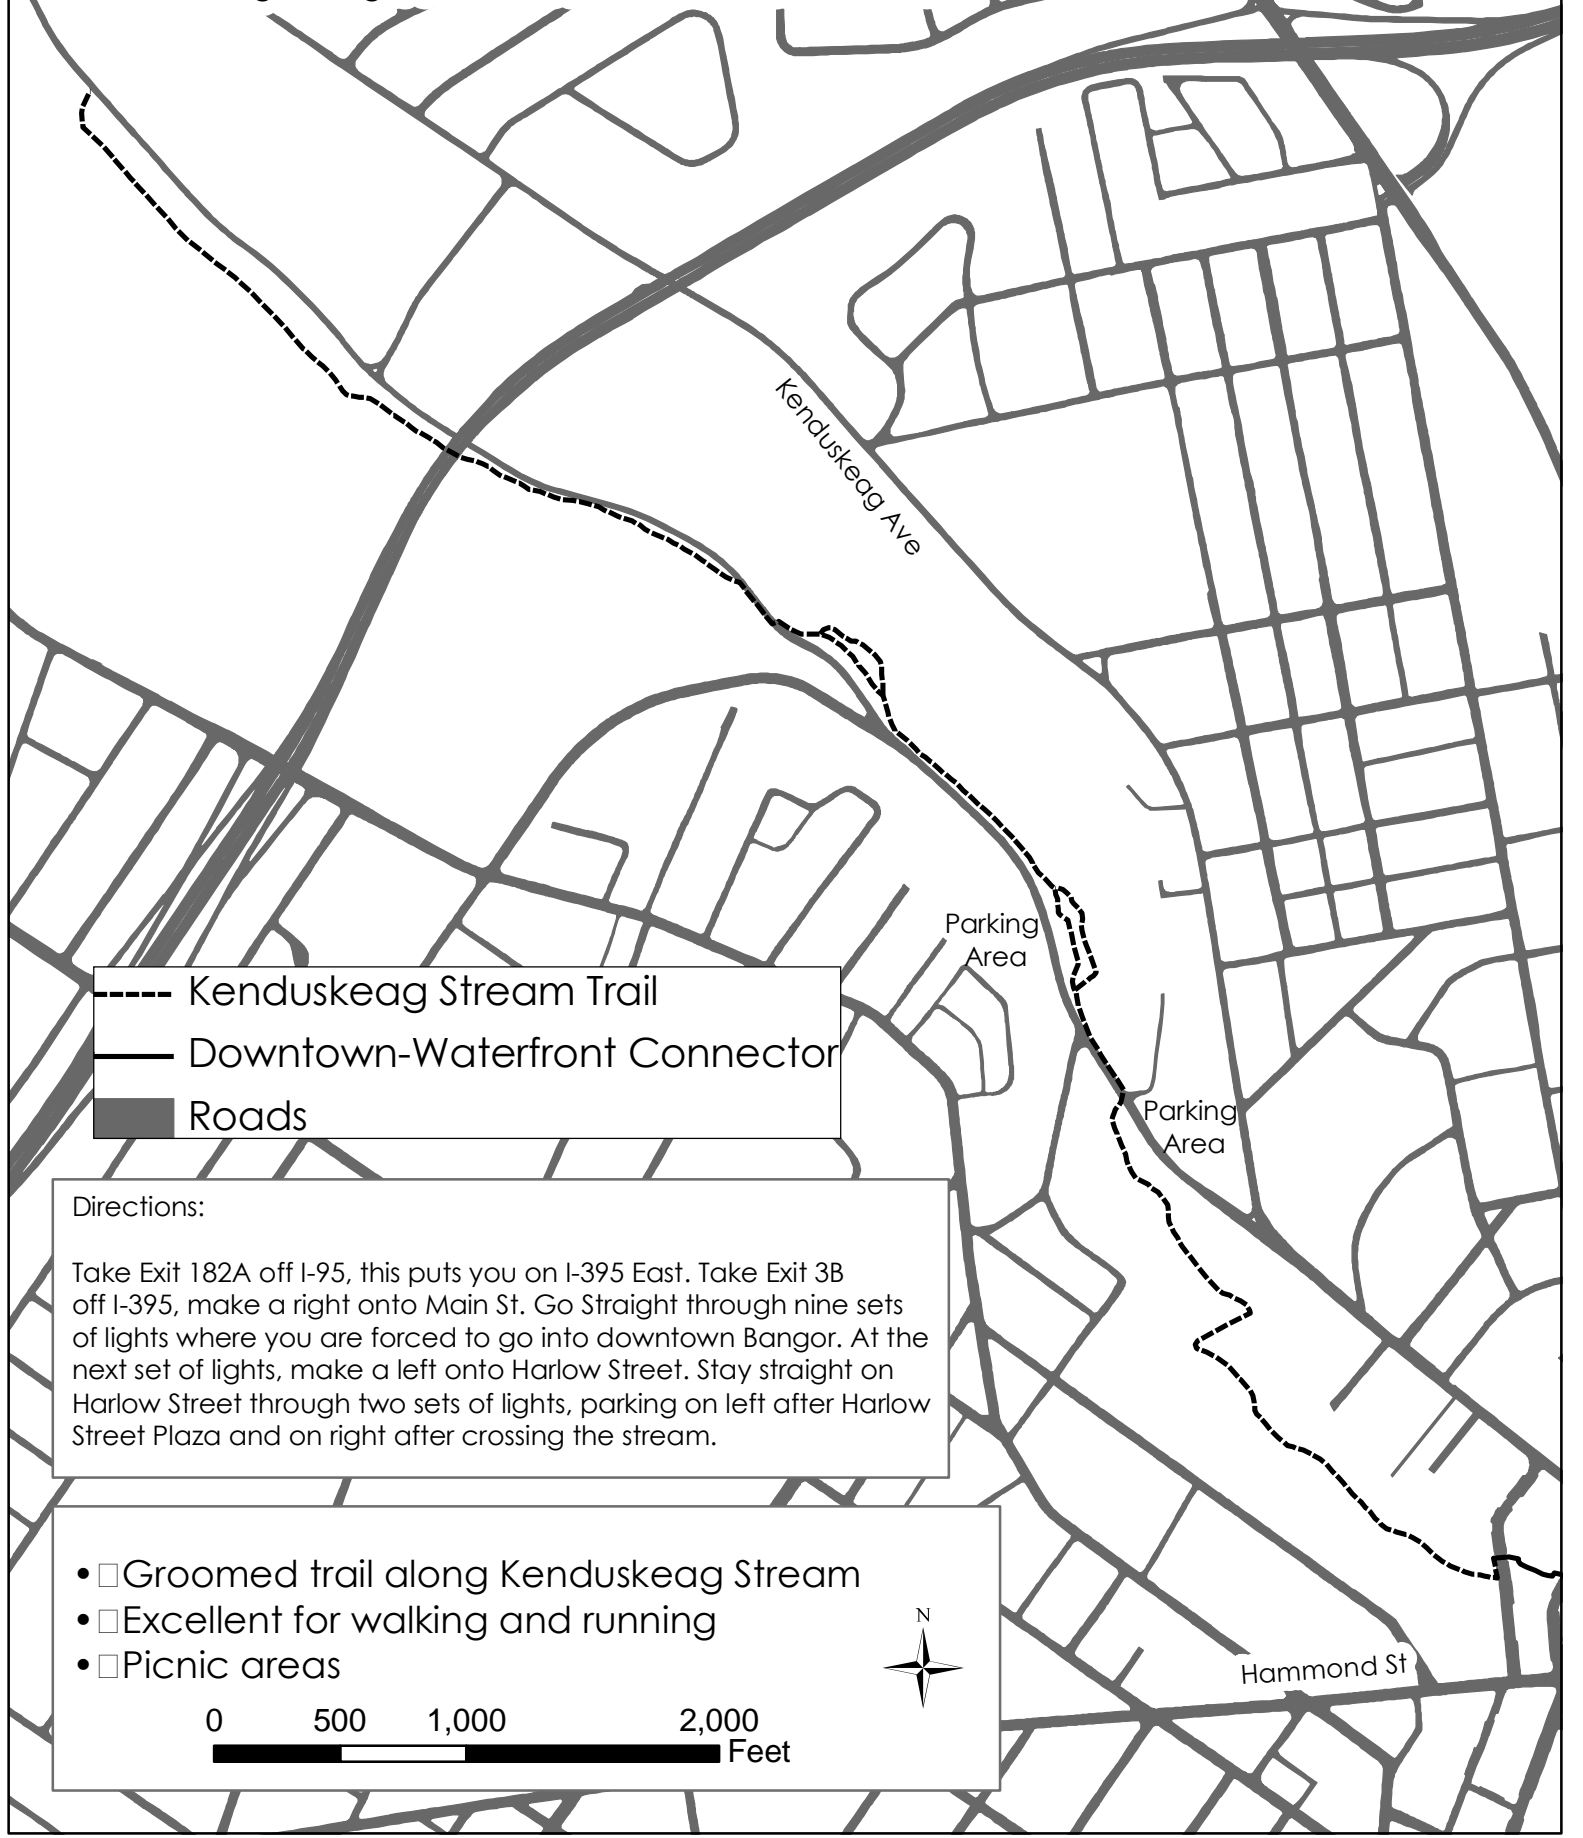 Kenduskeag Ave
Parking
Area
Kenduskeag Stream Trail
Downtown-Waterfront Connector
Roads
Parking
Area
Directions:
Take Exit 182A off I-95, this puts you on I-395 East. Take Exit 3B
off I-395, make a right onto Main St. Go Straight through nine sets
of lights where you are forced to go into downtown Bangor. At the
next set of lights, make a left onto Harlow Street. Stay straight on
Harlow Street through two sets of lights, parking on left after Harlow
Street Plaza and on right after crossing the stream.
• Groomed trail along Kenduskeag Stream
• Excellent for walking and running
• Picnic areas
N
Hammond St
0 500 1,000 2,000
Feet